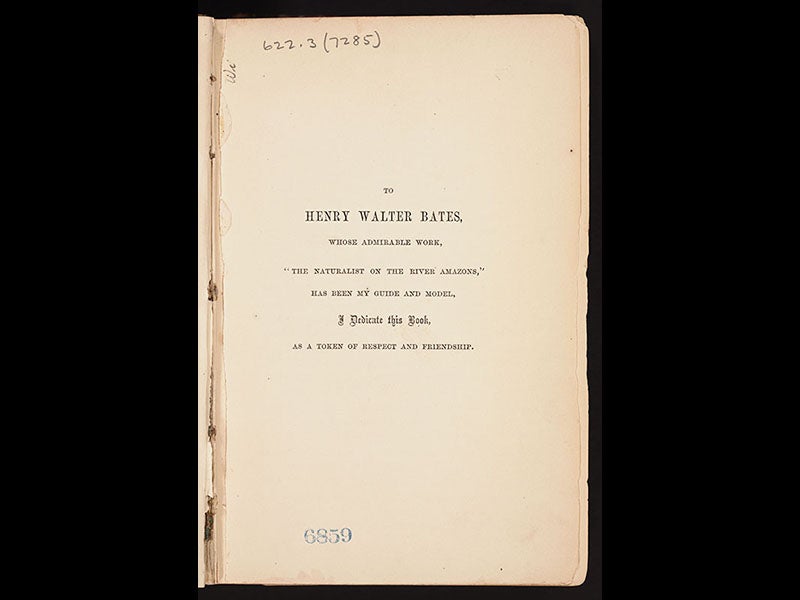 622.3(7285)
Wi
TO
HENRY WALTER BATES,
WHOSE ADMIRABLE WORK,
“THE NATURALIST ON THE RIVER AMAZONS,”
HAS BEEN MY GUIDE AND MODEL,
I Dedicate this Book,
AS A TOKEN OF RESPECT AND FRIENDSHIP.
6859